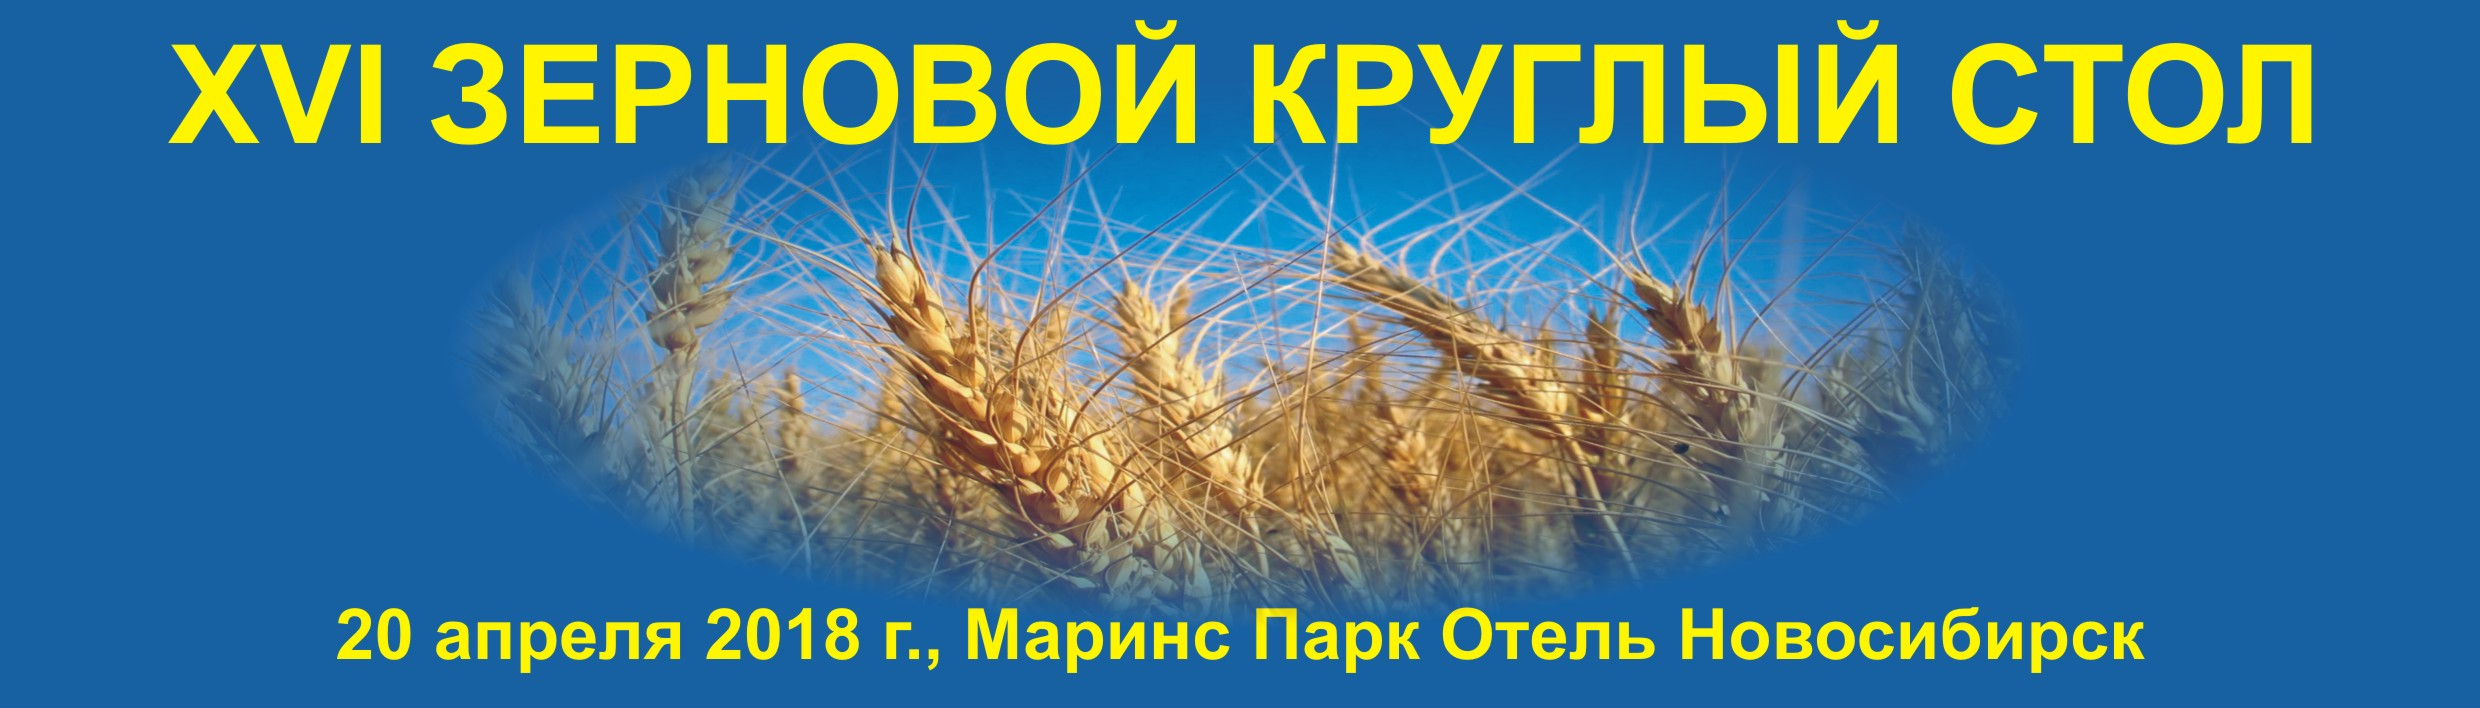 XVI ЗЕРНОВОЙ КРУГЛЫЙ СТОЛ
20 апреля 2018 г., Маринс Парк Отель Новосибирск